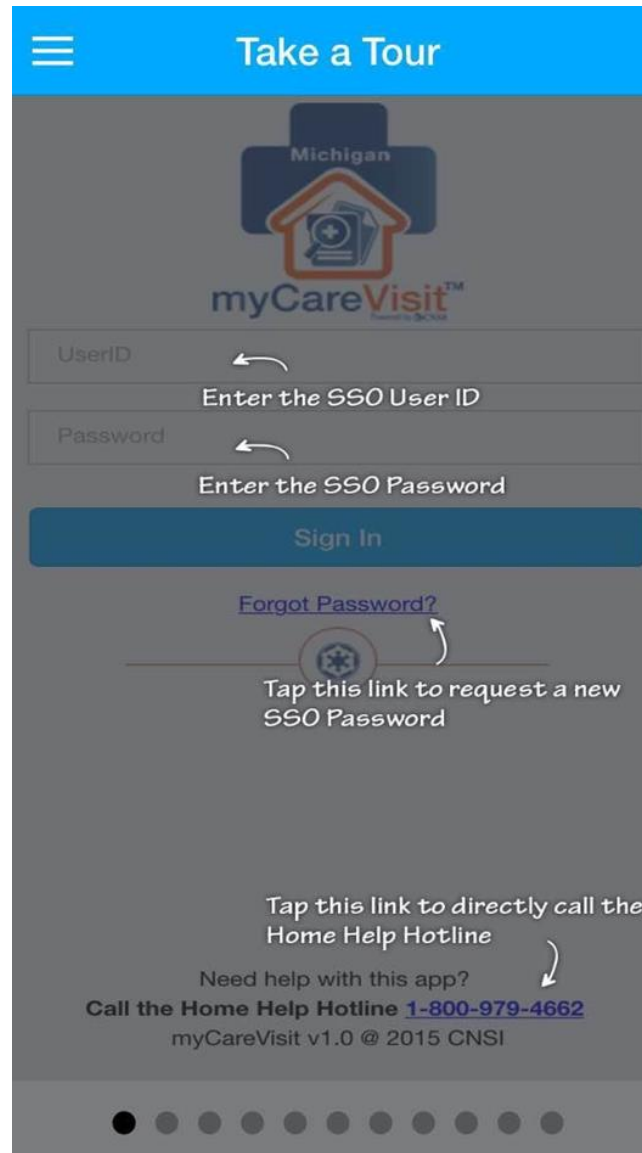 Take a Tour
Michigan
myCareVisit™
UserID
Enter the SSO User ID
Password
Enter the SSO Password
Sign In
Forgot Password?
Tap this link to request a new
SSO Password
Tap this link to directly call the
Home Help Hotline
Need help with this app?
Call the Home Help Hotline 1-800-979-4662
myCareVisit v1.0 @ 2015 CNSI